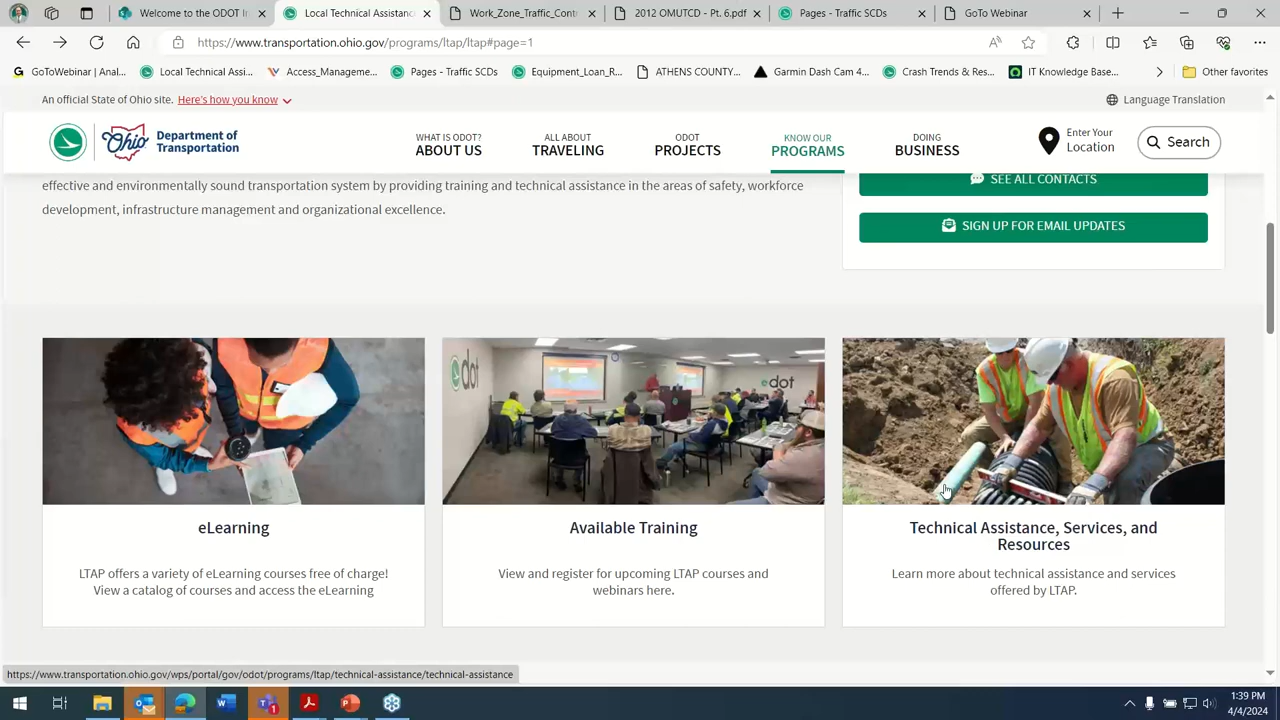 Welcome to the ODOT In
Local Technical Assistanc
Work_Zone_Traffic_Cont
2012 OMUTCD - Pt. 6.pdf
Pages - Traffic SCDs
GoTo Webinar
https://www.transportation.ohio.gov/programs/ltap/ltap#page=1
GoToWebinar | Anal...
Local Technical Assi...
Access Manageme...
Pages - Traffic SCDs
Equipment_Loan_R...
ATHENS COUNTY...
Garmin Dash Cam 4...
Crash Trends & Res...
IT Knowledge Base...
Other favorites
An official State of Ohio site. Here's how you know
Language Translation
Ohio
Department of
Transportation
WHAT IS ODOT?
ABOUT US
ALL ABOUT
TRAVELING
ODOT
PROJECTS
KNOW OUR
PROGRAMS
DOING
BUSINESS
Enter Your
Location
Search
effective and environmentally sound transportation system by providing training and technical assistance in the areas of safety, workforce
development, infrastructure management and organizational excellence.
SEE ALL CONTACTS
SIGN UP FOR EMAIL UPDATES
eLearning
LTAP offers a variety of eLearning courses free of charge!
View a catalog of courses and access the eLearning
Available Training
View and register for upcoming LTAP courses and
webinars here.
Technical Assistance, Services, and
Resources
Learn more about technical assistance and services
offered by LTAP.
https://www.transportation.ohio.gov/wps/portal/gov/odot/programs/ltap/technical-assistance/technical-assistance
1:39 PM
4/4/2024